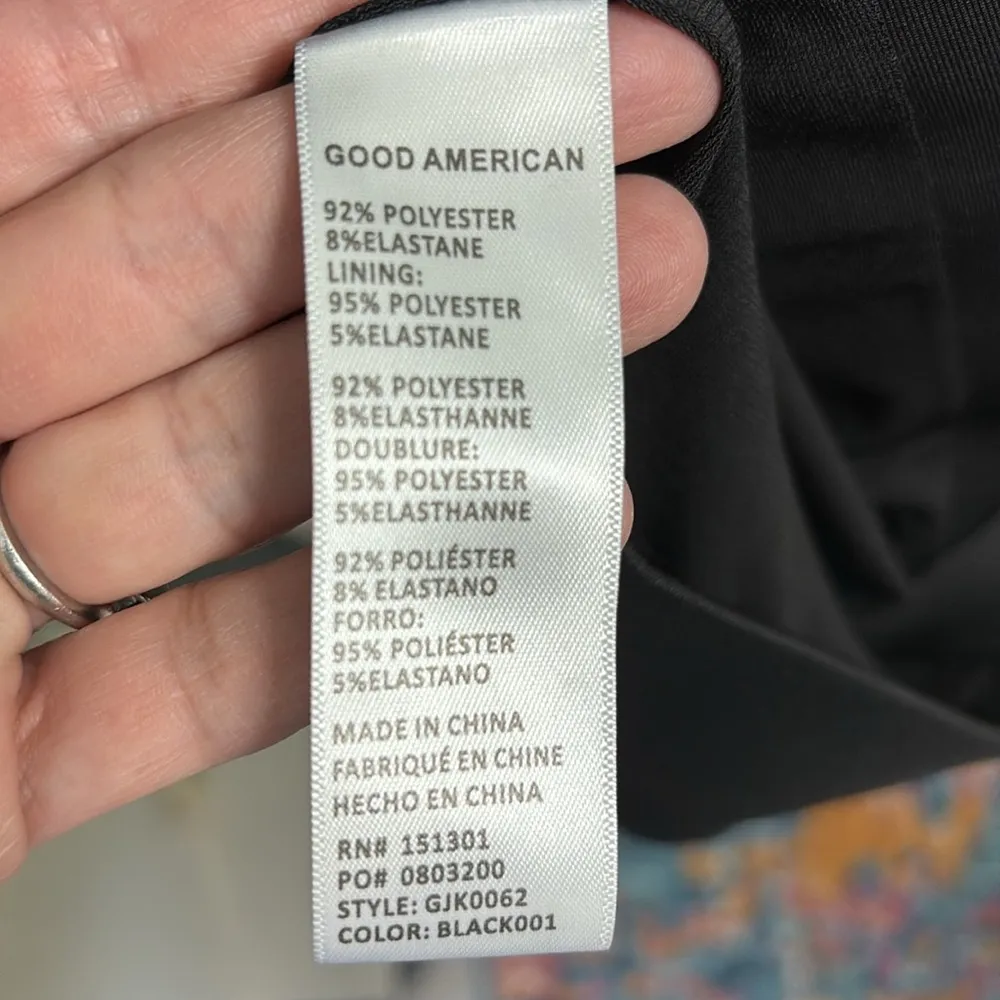 GOOD AMERICAN
92% POLYESTER
8%ELASTANE
LINING:
95% POLYESTER
5%ELASTANE
92% POLYESTER
8%ELASTHANNE
DOUBLURE:
95% POLYESTER
5%ELASTHANNE
92% POLIÉSTER
8% ELASTANO
FORRO:
95% POLIÉSTER
5%ELASTANO
MADE IN CHINA
FABRIQUÉ EN CHINE
HECHO EN CHINA
RN# 151301
PO# 0803200
STYLE: GJK0062
COLOR: BLACK001